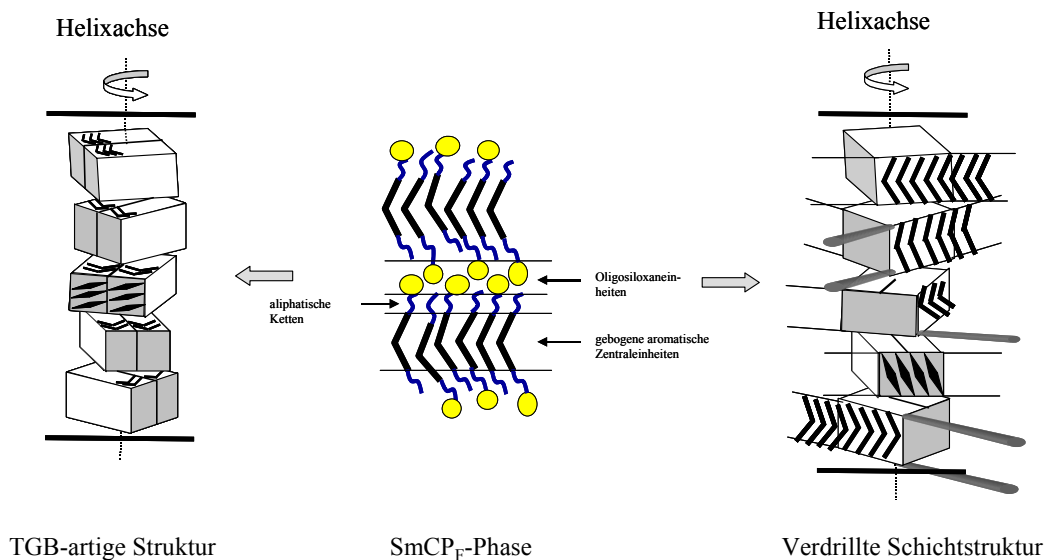 Helixachse
Helixachse
aliphatische
Ketten
Oligosiloxanein-
heiten
gebogene aromatische
Zentraleinheiten
TGB-artige Struktur
SmCP_F-Phase
Verdrillte Schichtstruktur